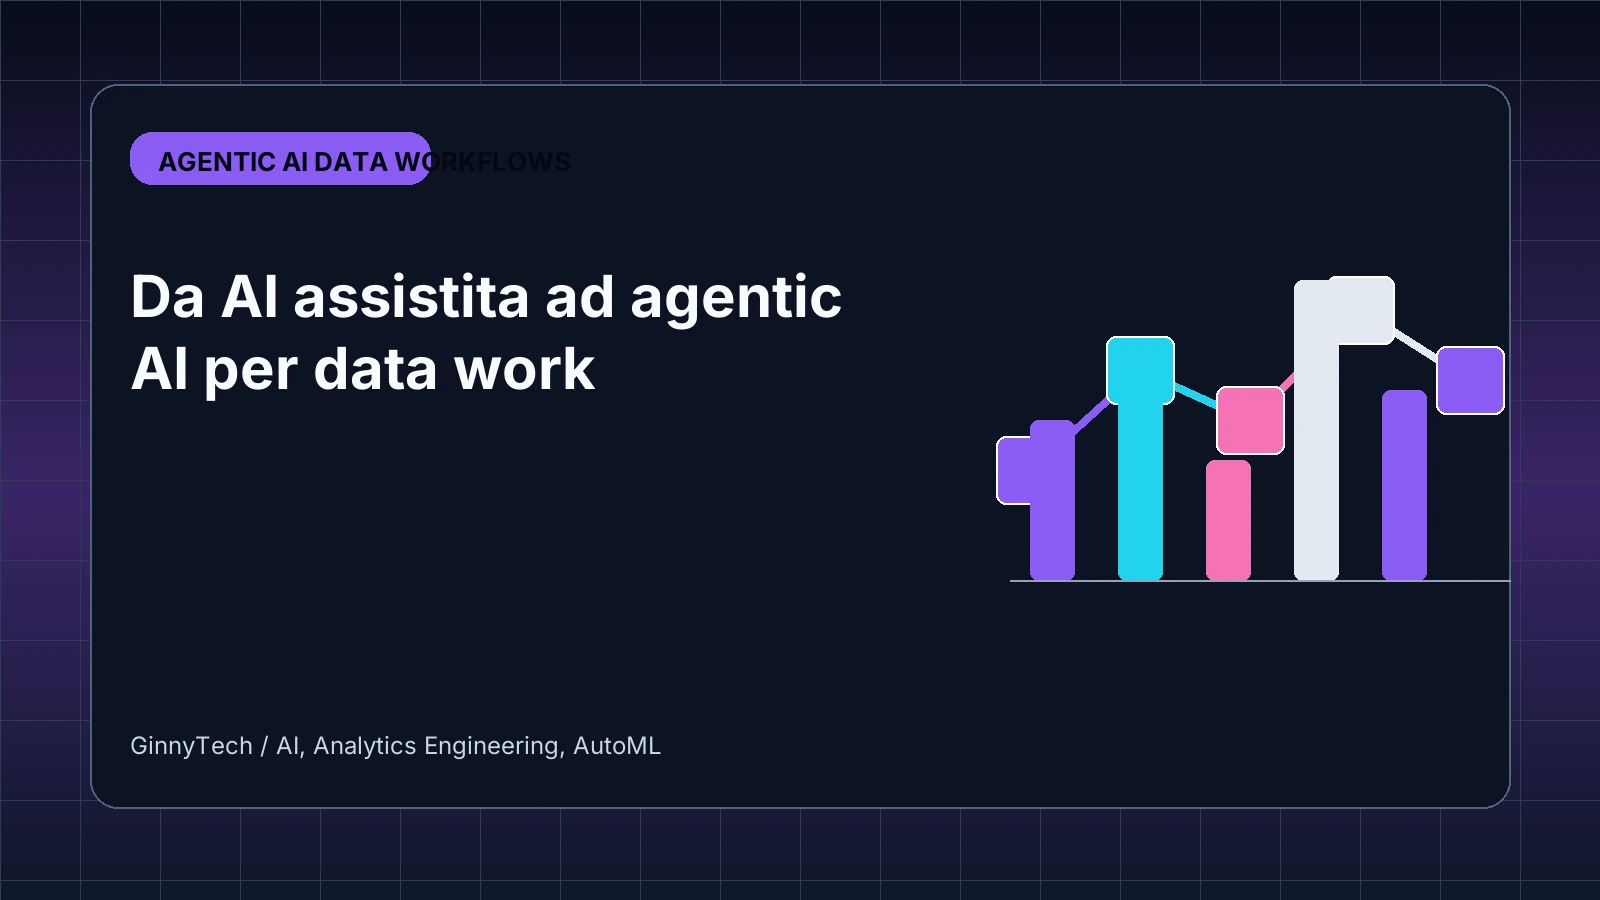 AGENTIC AI DATA WORKFLOWS
Da AI assistita ad agentic
AI per data work
GinnyTech / AI, Analytics Engineering, AutoML